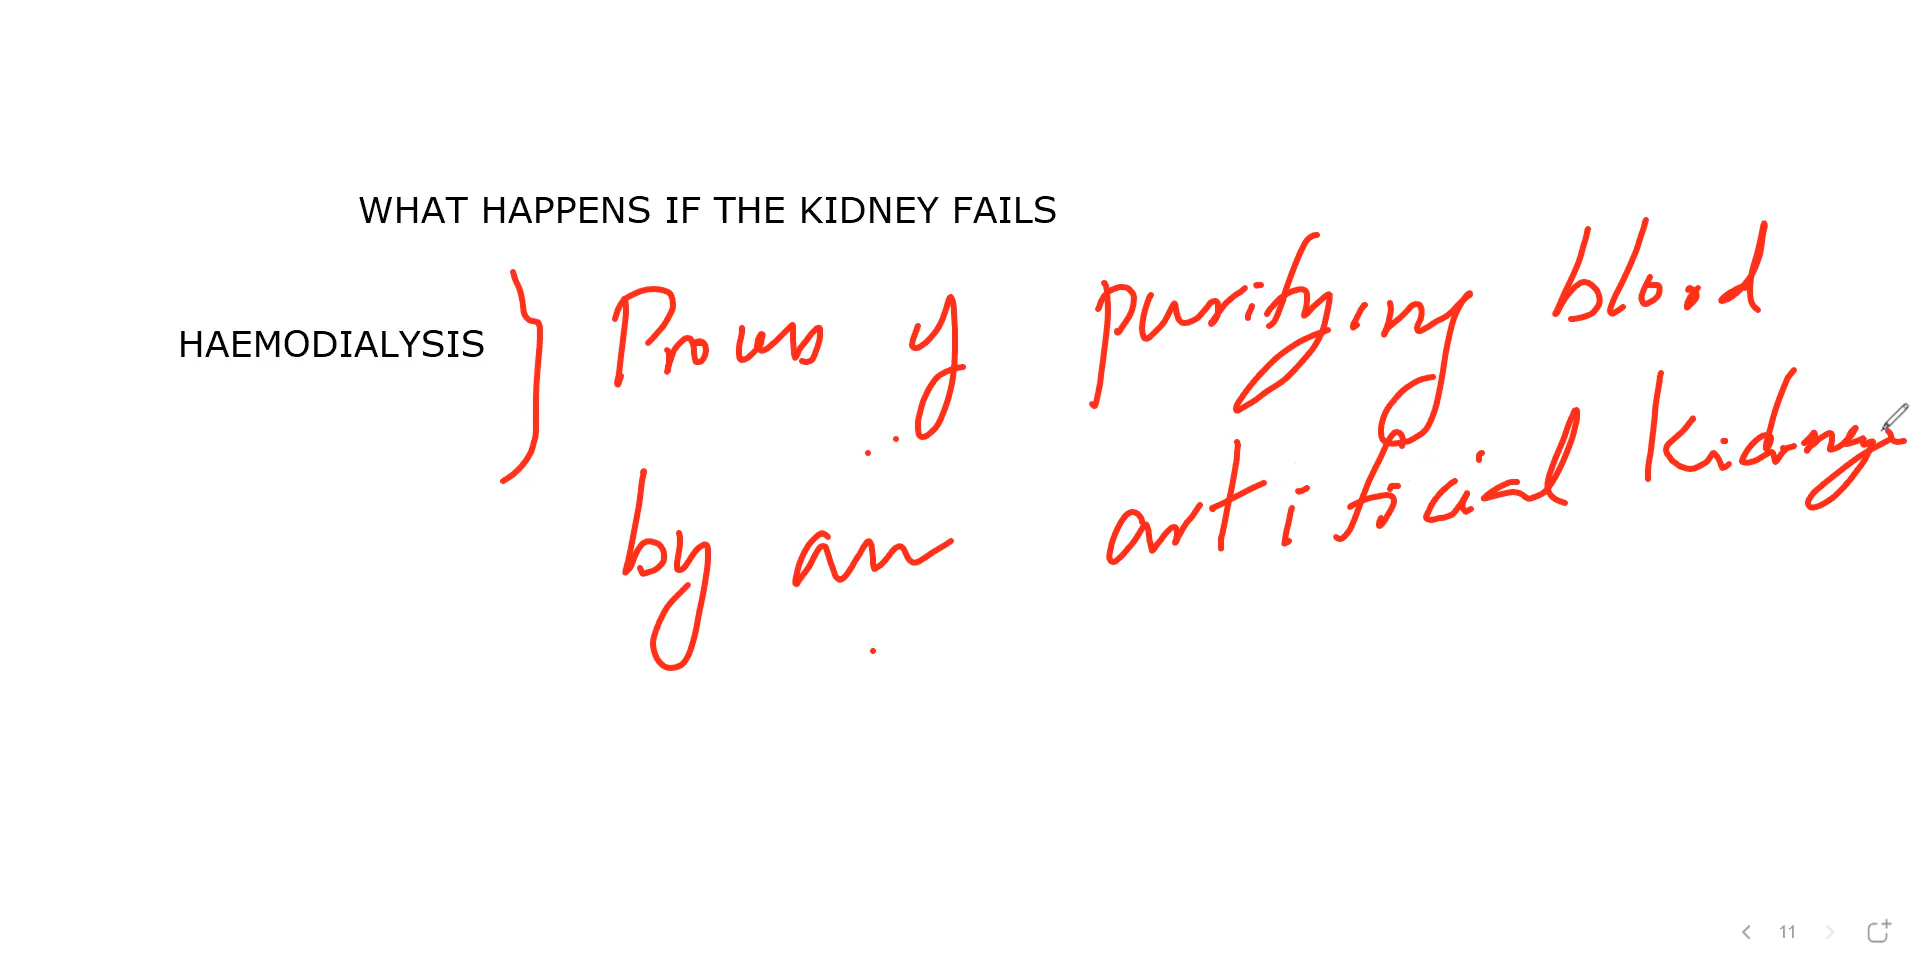 WHAT HAPPENS IF THE KIDNEY FAILS
HAEMODIALYSIS } Process of purifying blood
by an artificial kidney
11